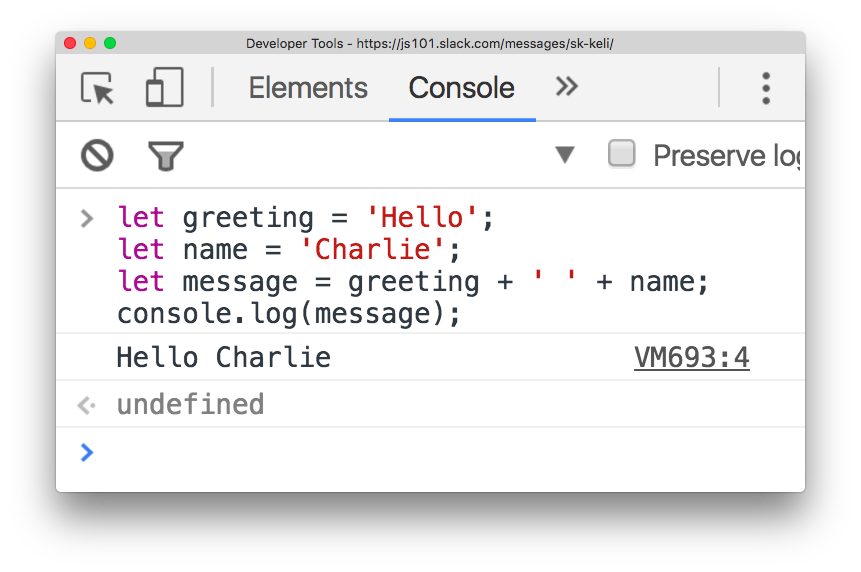 Developer Tools - https://js101.slack.com/messages/sk-keli/
Elements Console
Preserve log
let greeting = 'Hello';
let name = 'Charlie';
let message = greeting + ' ' + name;
console.log(message);
Hello Charlie VM693:4
undefined